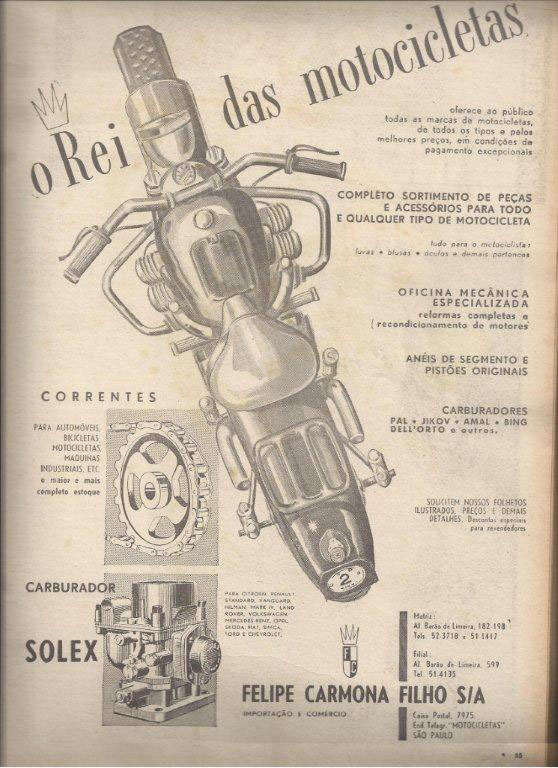 o Rei das motocicletas
oferece ao público
todas as marcas de motocicletas,
de todos os tipos e pelos
melhores preços, em condições de
pagamento excepcionais
COMPLETO SORTIMENTO DE PEÇAS
E ACESSÓRIOS PARA TODO
E QUALQUER TIPO DE MOTOCICLETA
tudo para o motociclista:
luvas • blusas • óculos e demais pertences
OFICINA MECÂNICA
ESPECIALIZADA
reformas completas e
(recondicionamento de motores
ANÉIS DE SEGMENTO E
PISTÕES ORIGINAIS
CARBURADORES
PAL • JIKOV • AMAL • BING
DELL'ORTO e outros.
SOLICITEM NOSSOS FOLHETOS
ILUSTRADOS, PREÇOS E DEMAIS
DETALHES. Descontos especiais
para revendedores
CORRENTES
PARA AUTOMÓVEIS,
BICICLETAS,
MOTOCICLETAS,
MAQUINAS
INDUSTRIAIS, ETC.
o maior e mais
completo estoque
2
CARBURADOR
SOLEX
PARA CITROEN, RENAULT,
STANDARD, VANGUARD,
HILMAN, MARK IV, LAND
ROVER, VOLKSWAGEM
MERCEDES BENZ, OPEL,
SKODA, FIAT, SIMCA,
FORD E CHEVROLET,
FC
FELIPE CARMONA FILHO S/A
IMPORTAÇÃO E COMÉRCIO
Matriz:
Al. Barão de Limeira, 182-198
Tels. 52.3718 e 51-1417
Filial:
Al. Barão de Limeira, 599
Tel. 51-4135
Caixa Postal, 7975
End. Telegr. "MOTOCICLETAS"
SÃO PAULO
55